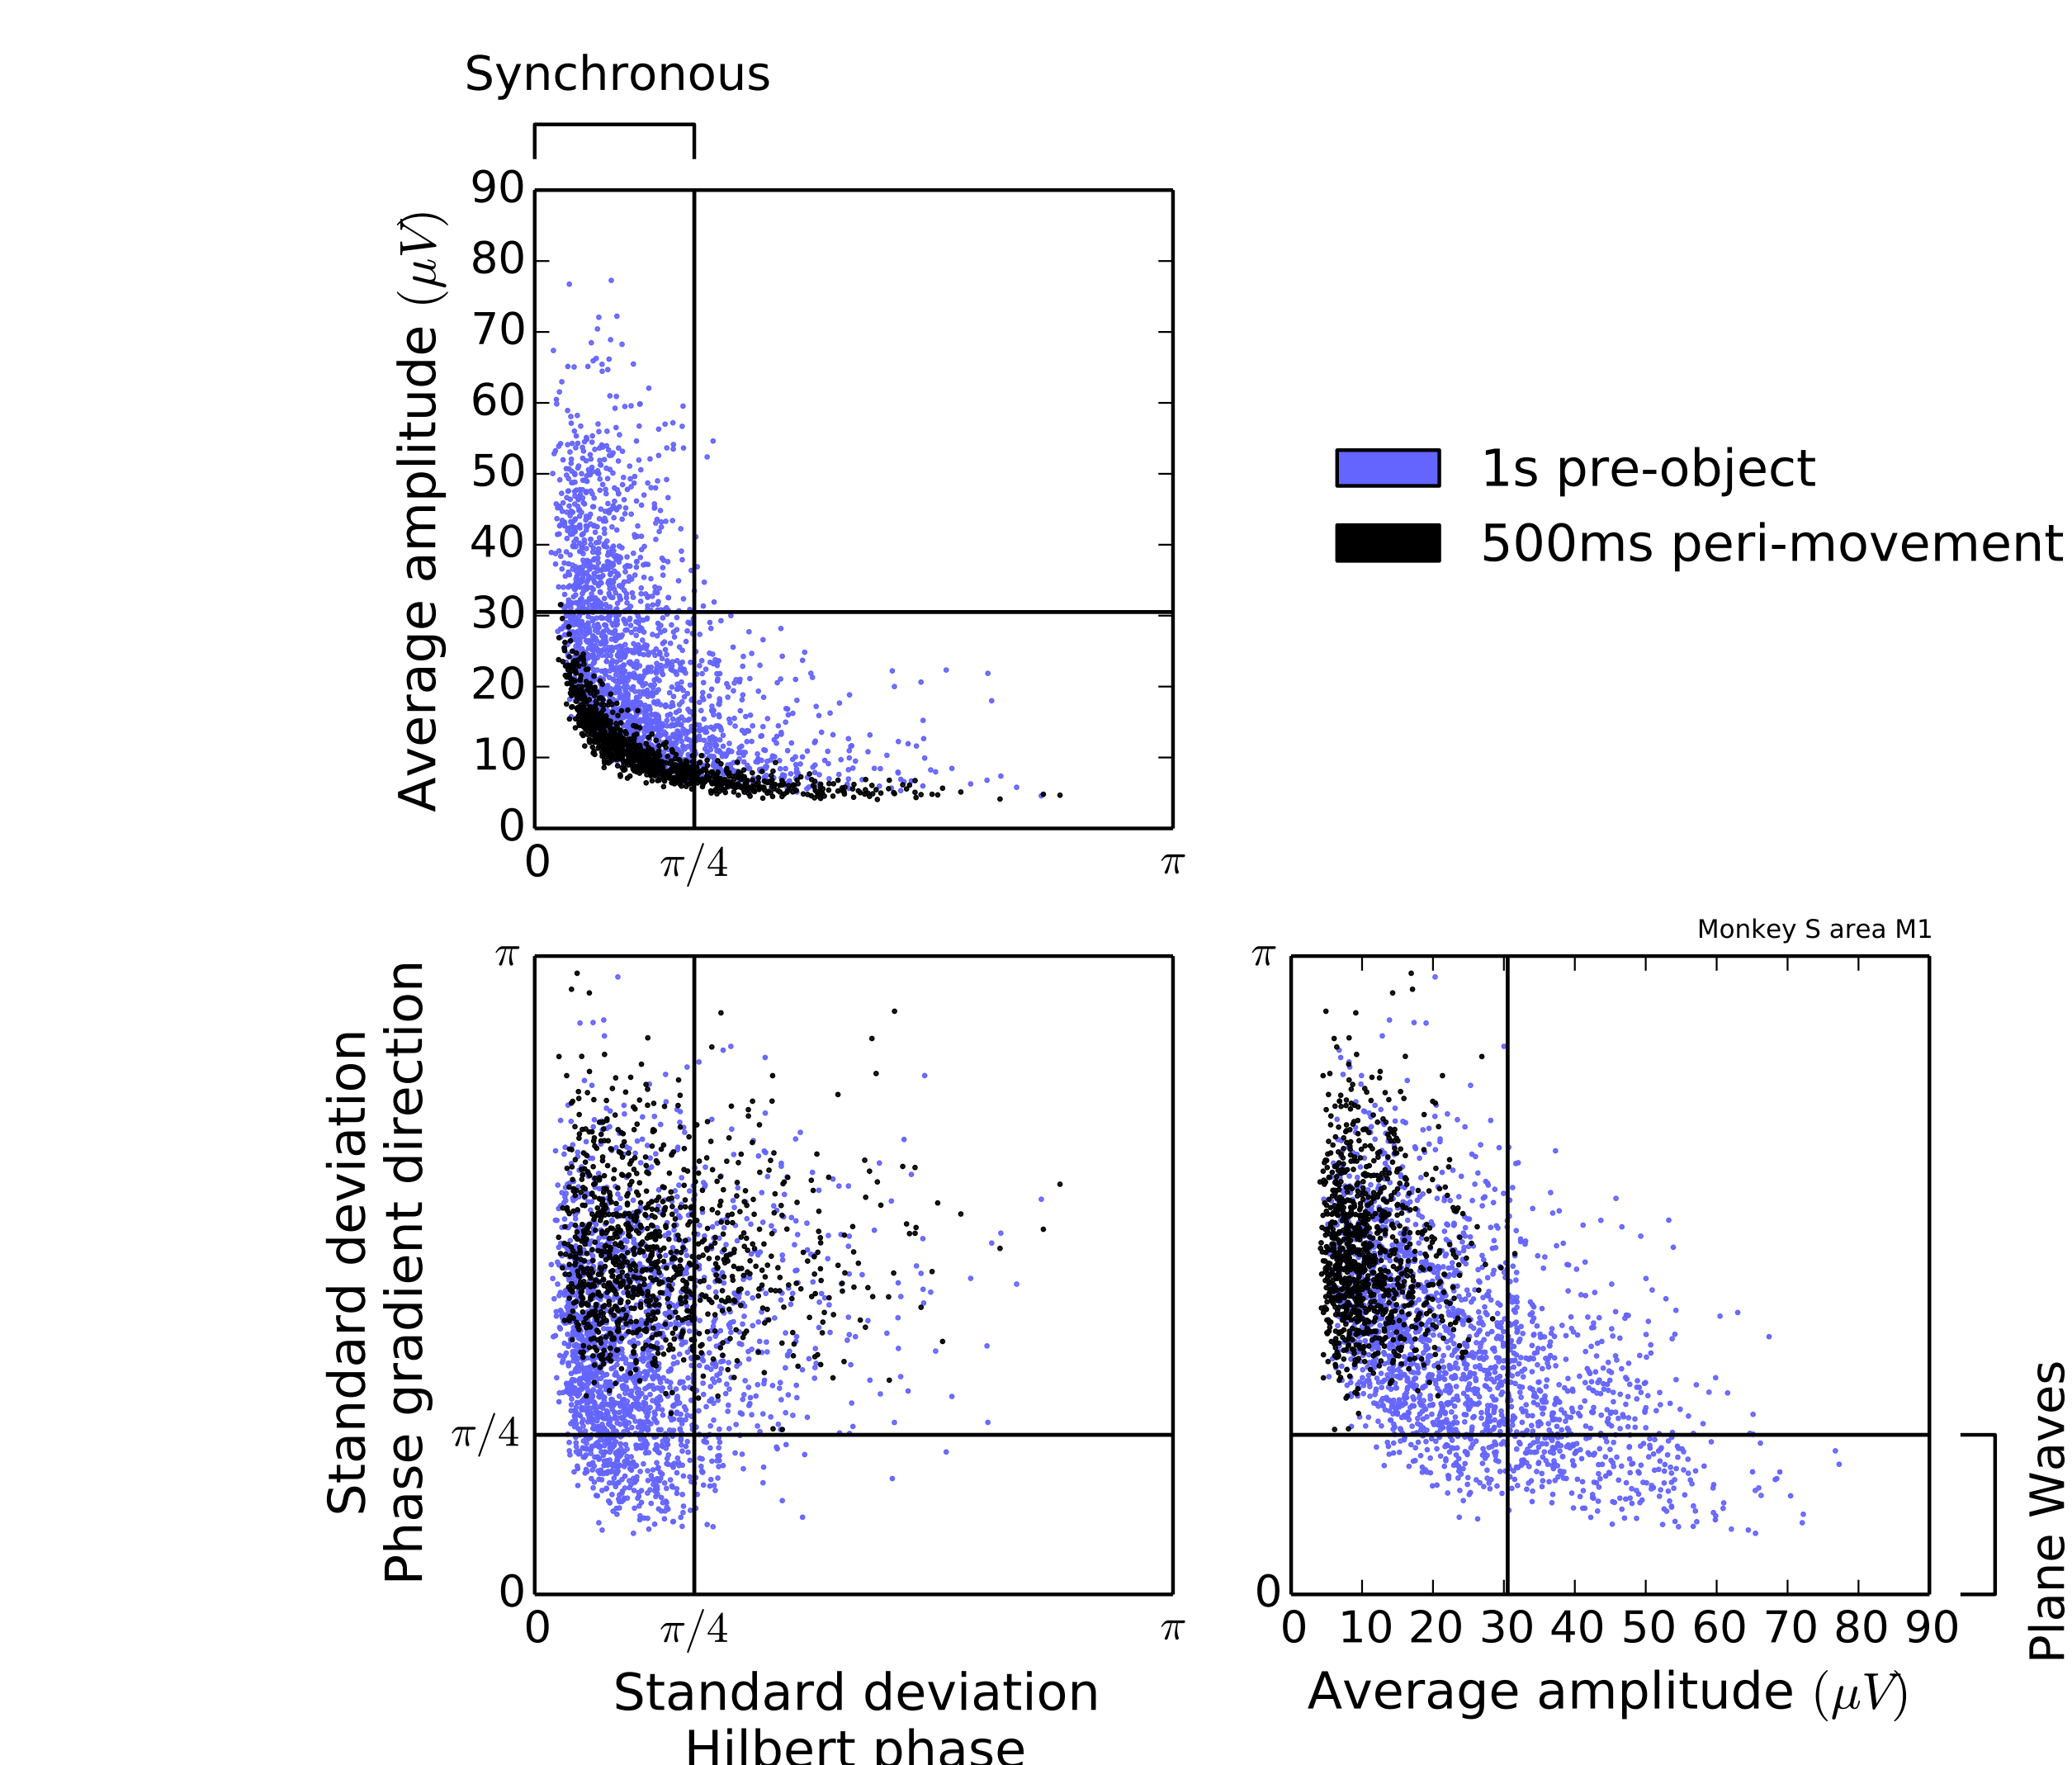 Synchronous
90
80
70
60
50
40
30
20
10
0
Average amplitude (μV)
0 π/4 π
1s pre-object
500ms peri-movement
Monkey S area M1
π
π/4
0
Standard deviation
Phase gradient direction
0 π/4 π
Standard deviation
Hilbert phase
π
0
0 10 20 30 40 50 60 70 80 90
Average amplitude (μV)
Plane Waves